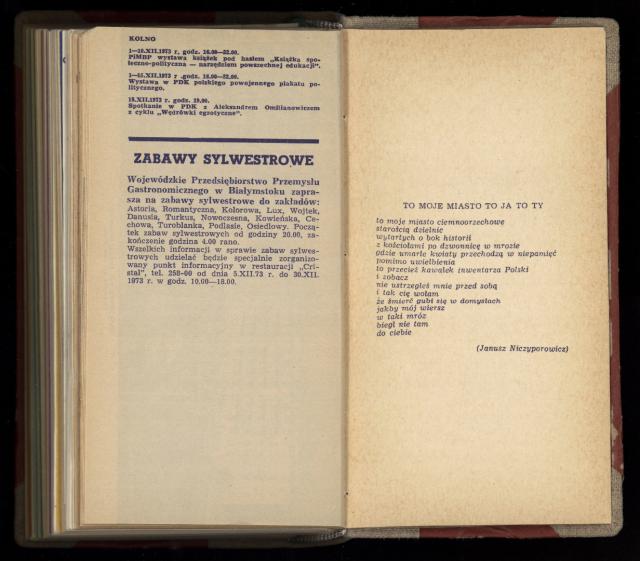 KOLNO
1—10.XII.1973 r. godz. 16.00—22.00.
PiMBP wystawa książek pod hasłem „Książka spo-
łeczno-polityczna — narzędziem powszechnej edukacji".
1—15.XII.1973 r .godz. 16.00—22.00.
Wystawa w PDK polskiego powojennego plakatu po-
litycznego.
19.XII.1973 r. godz. 19.00.
Spotkanie w PDK z Aleksandrem Omilianowiczem
z cyklu „Wędrówki egzotyczne".
ZABAWY SYLWESTROWE
Wojewódzkie Przedsiębiorstwo Przemysłu
Gastronomicznego w Białymstoku zapra-
sza na zabawy sylwestrowe do zakładów:
Astoria, Romantyczna, Kolorowa, Lux, Wojtek,
Danusia, Turkus, Nowoczesna, Kowieńska, Ce-
chowa, Turoblanka, Podlasie, Osiedlowy. Począ-
tek zabaw sylwestrowych od godziny 20.00, za-
kończenie godzina 4.00 rano.
Wszelkich informacji w sprawie zabaw sylwes-
trowych udzielać będzie specjalnie zorganizo-
wany punkt informacyjny w restauracji „Cri-
stal", tel. 258-00 od dnia 5.XII.73 r. do 30.XII.
1973 r. w godz. 10.00—18.00.
TO MOJE MIASTO TO JA TO TY
to moje miasto ciemnoorzechowe
starością dzielnic
wytartych o bok historii
z kościołami po dzwonnicę w mrozie
gdzie umarłe kwiaty przechodzą w niepamięć
pomimo uwielbienia
to przecież kawałek inwentarza Polski
i zobacz
nie ustrzegłeś mnie przed sobą
i tak cię wołam
że śmierć gubi się w domysłach
jakby mój wiersz
w taki mróz
biegł nie tam
do ciebie
(Janusz Niczyporowicz)